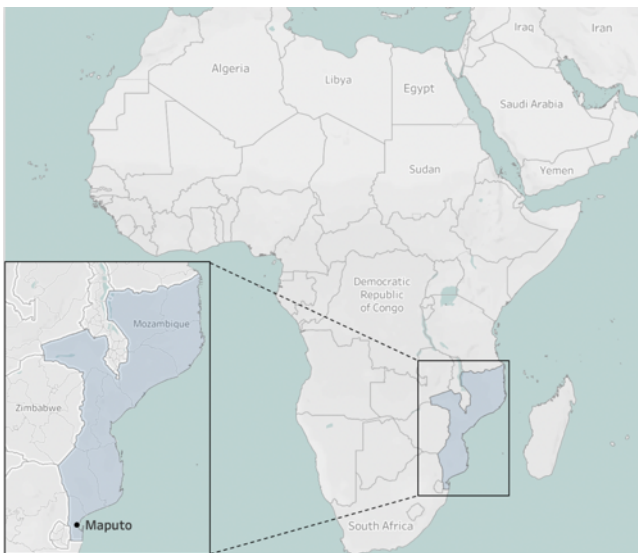 Iraq
Iran
Algeria
Libya
Egypt
Saudi Arabia
Sudan
Yemen
Democratic
Republic
of Congo
Mozambique
Zimbabwe
Maputo
South Africa